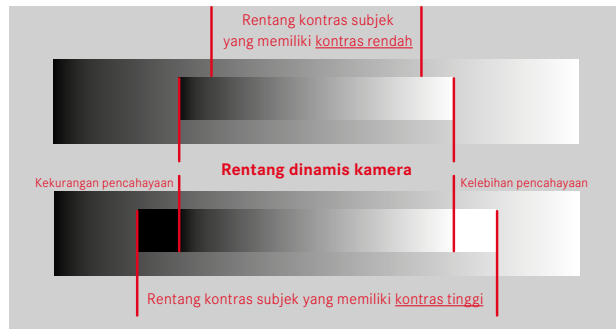 Rentang kontras subjek
yang memiliki kontras rendah
Rentang dinamis kamera
Kekurangan pencahayaan
Kelebihan pencahayaan
Rentang kontras subjek yang memiliki kontras tinggi